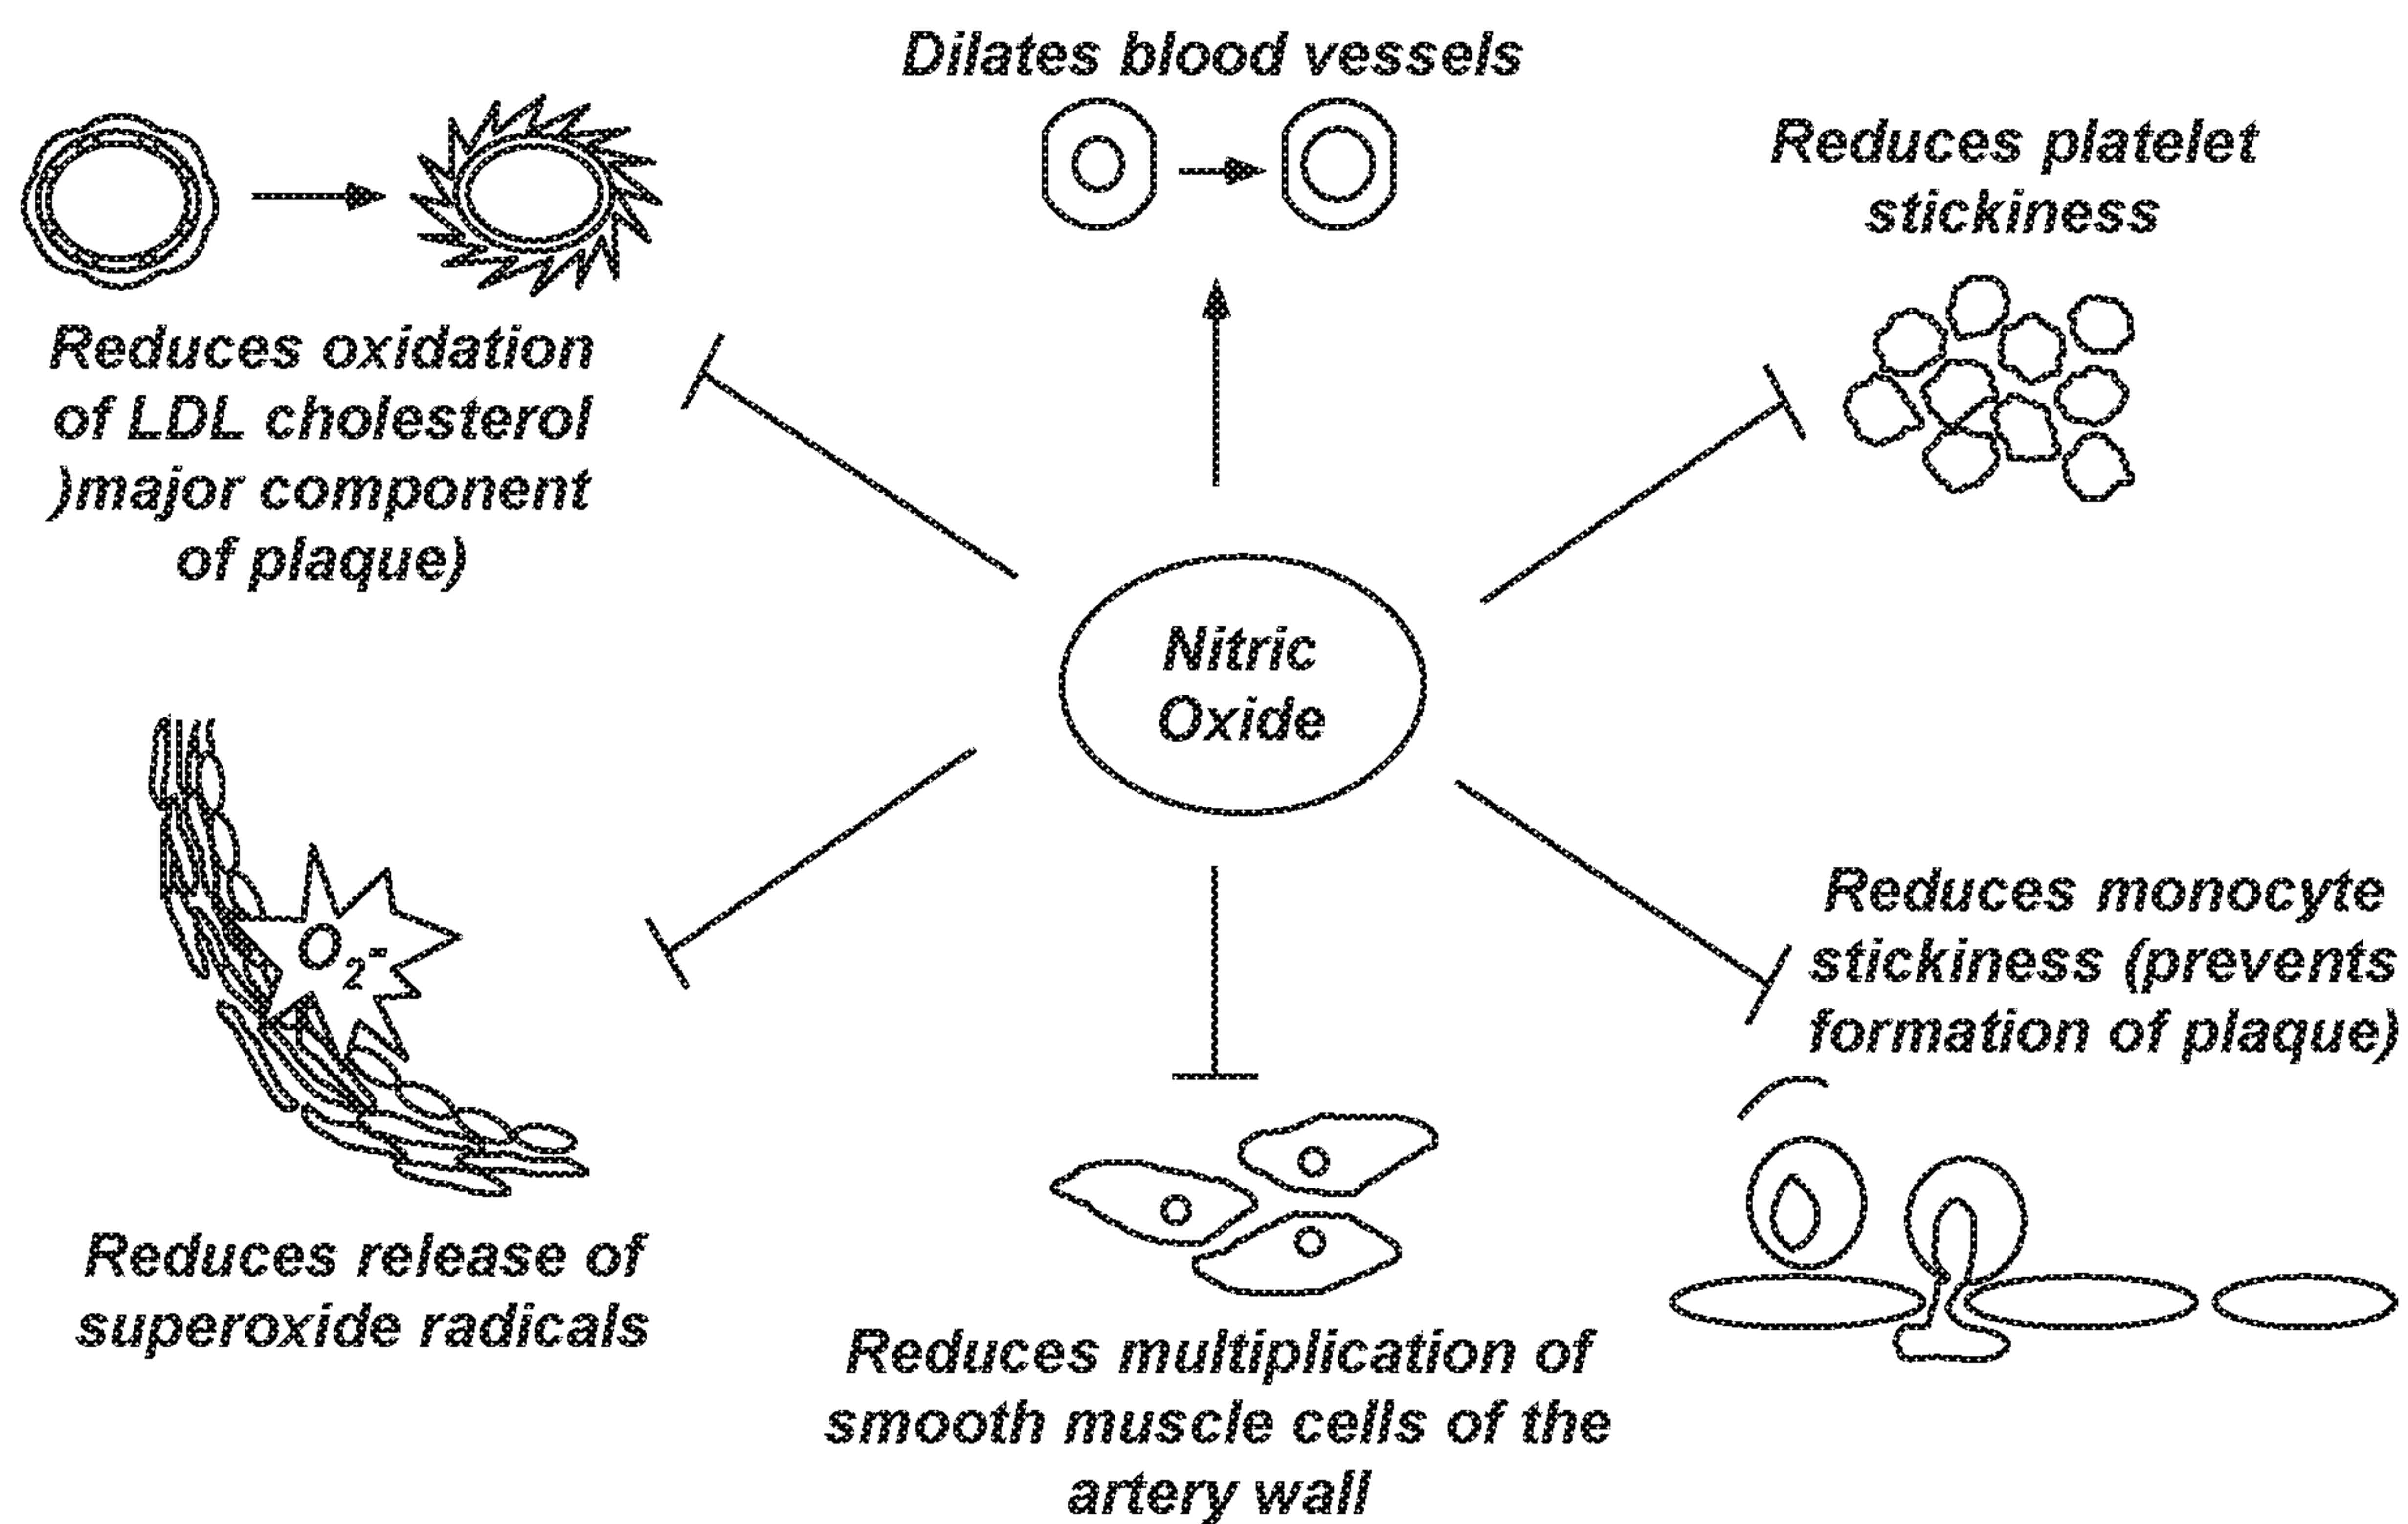 Dilates blood vessels
Reduces platelet
stickiness
Reduces oxidation
of LDL cholesterol
)major component
of plaque)
Nitric
Oxide
O2-
Reduces monocyte
stickiness (prevents
formation of plaque)
Reduces release of
superoxide radicals
Reduces multiplication of
smooth muscle cells of the
artery wall